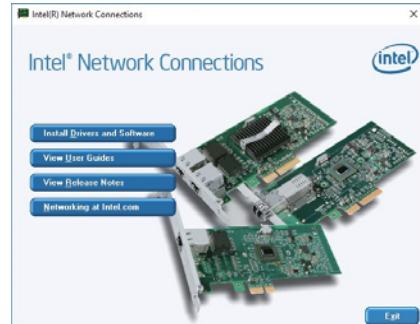 Intel(R) Network Connections
Intel® Network Connections
intel
Install Drivers and Software
View User Guides
View Release Notes
Networking at Intel.com
Exit